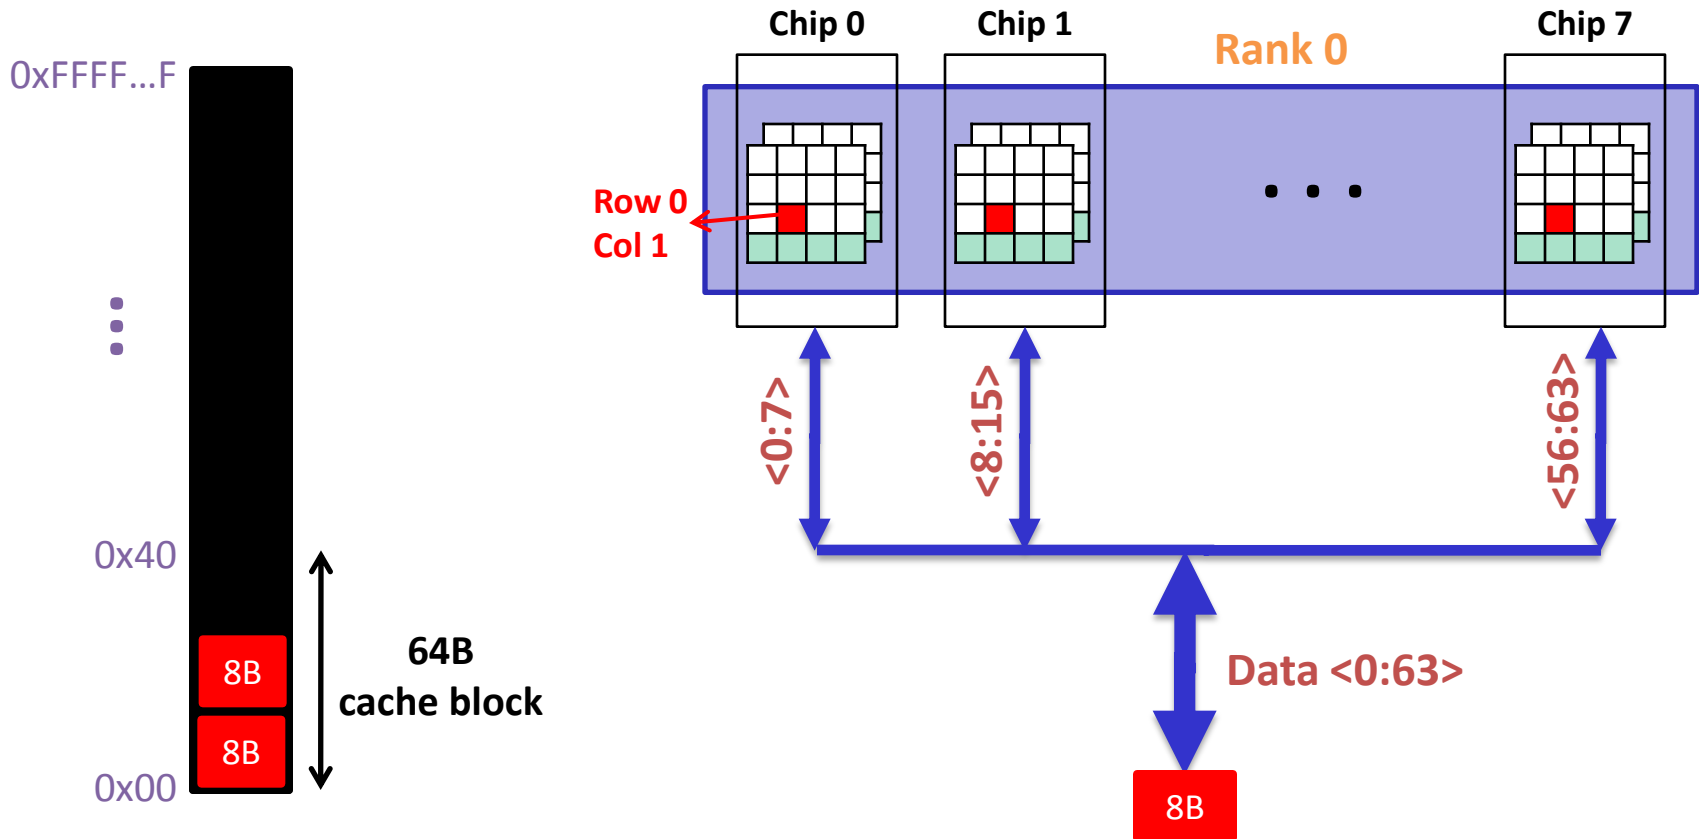 Chip 0
Chip 1
Chip 7
Rank 0
0xFFFF...F
Row 0
Col 1
<0:7>
<8:15>
<56:63>
0x40
64B
cache block
8B
8B
Data <0:63>
0x00
8B